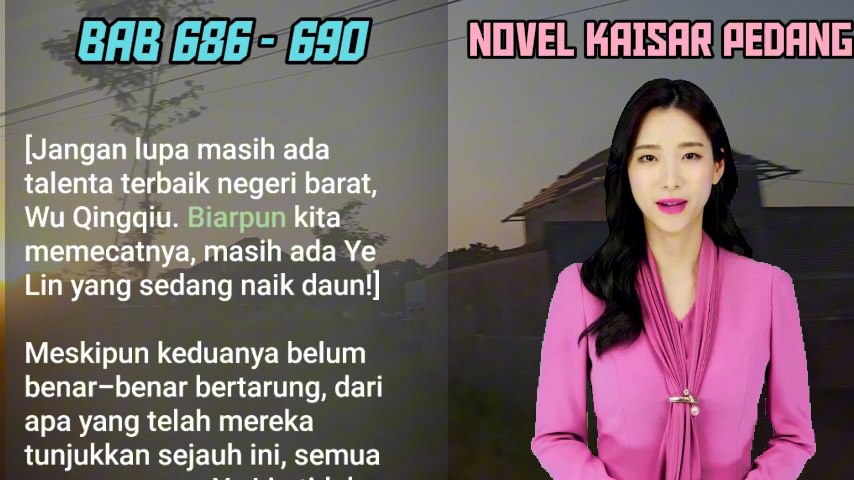 BAB 686 - 690
NOVEL KAISAR PEDANG
[Jangan lupa masih ada
talenta terbaik negeri barat,
Wu Qingqiu. Biarpun kita
memecatnya, masih ada Ye
Lin yang sedang naik daun!]
Meskipun keduanya belum
benar–benar bertarung, dari
apa yang telah mereka
tunjukkan sejauh ini, semua